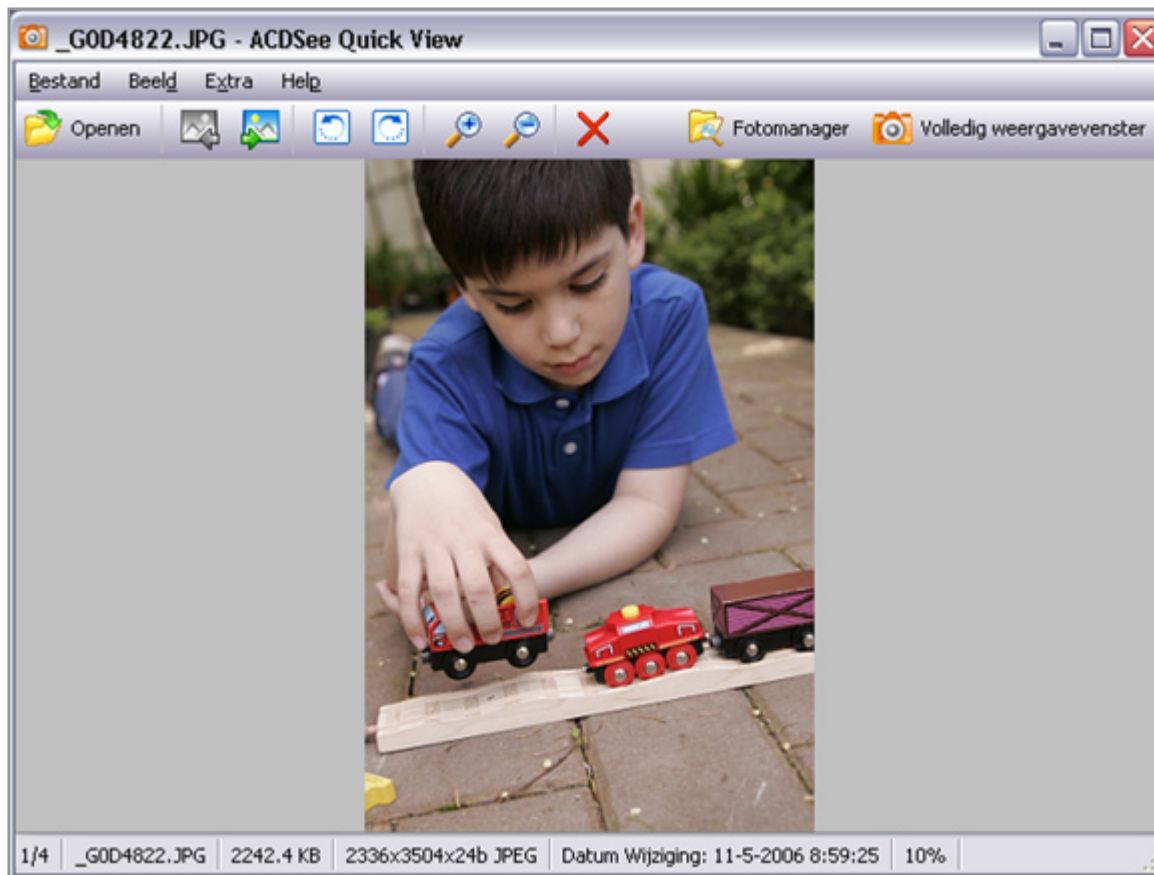 _G0D4822.JPG - ACDSee Quick View
Bestand Beeld Extra Help
Openen Fotomanager Volledig weergavevenster
1/4 _G0D4822.JPG 2242.4 KB 2336x3504x24b JPEG Datum Wijziging: 11-5-2006 8:59:25 10%